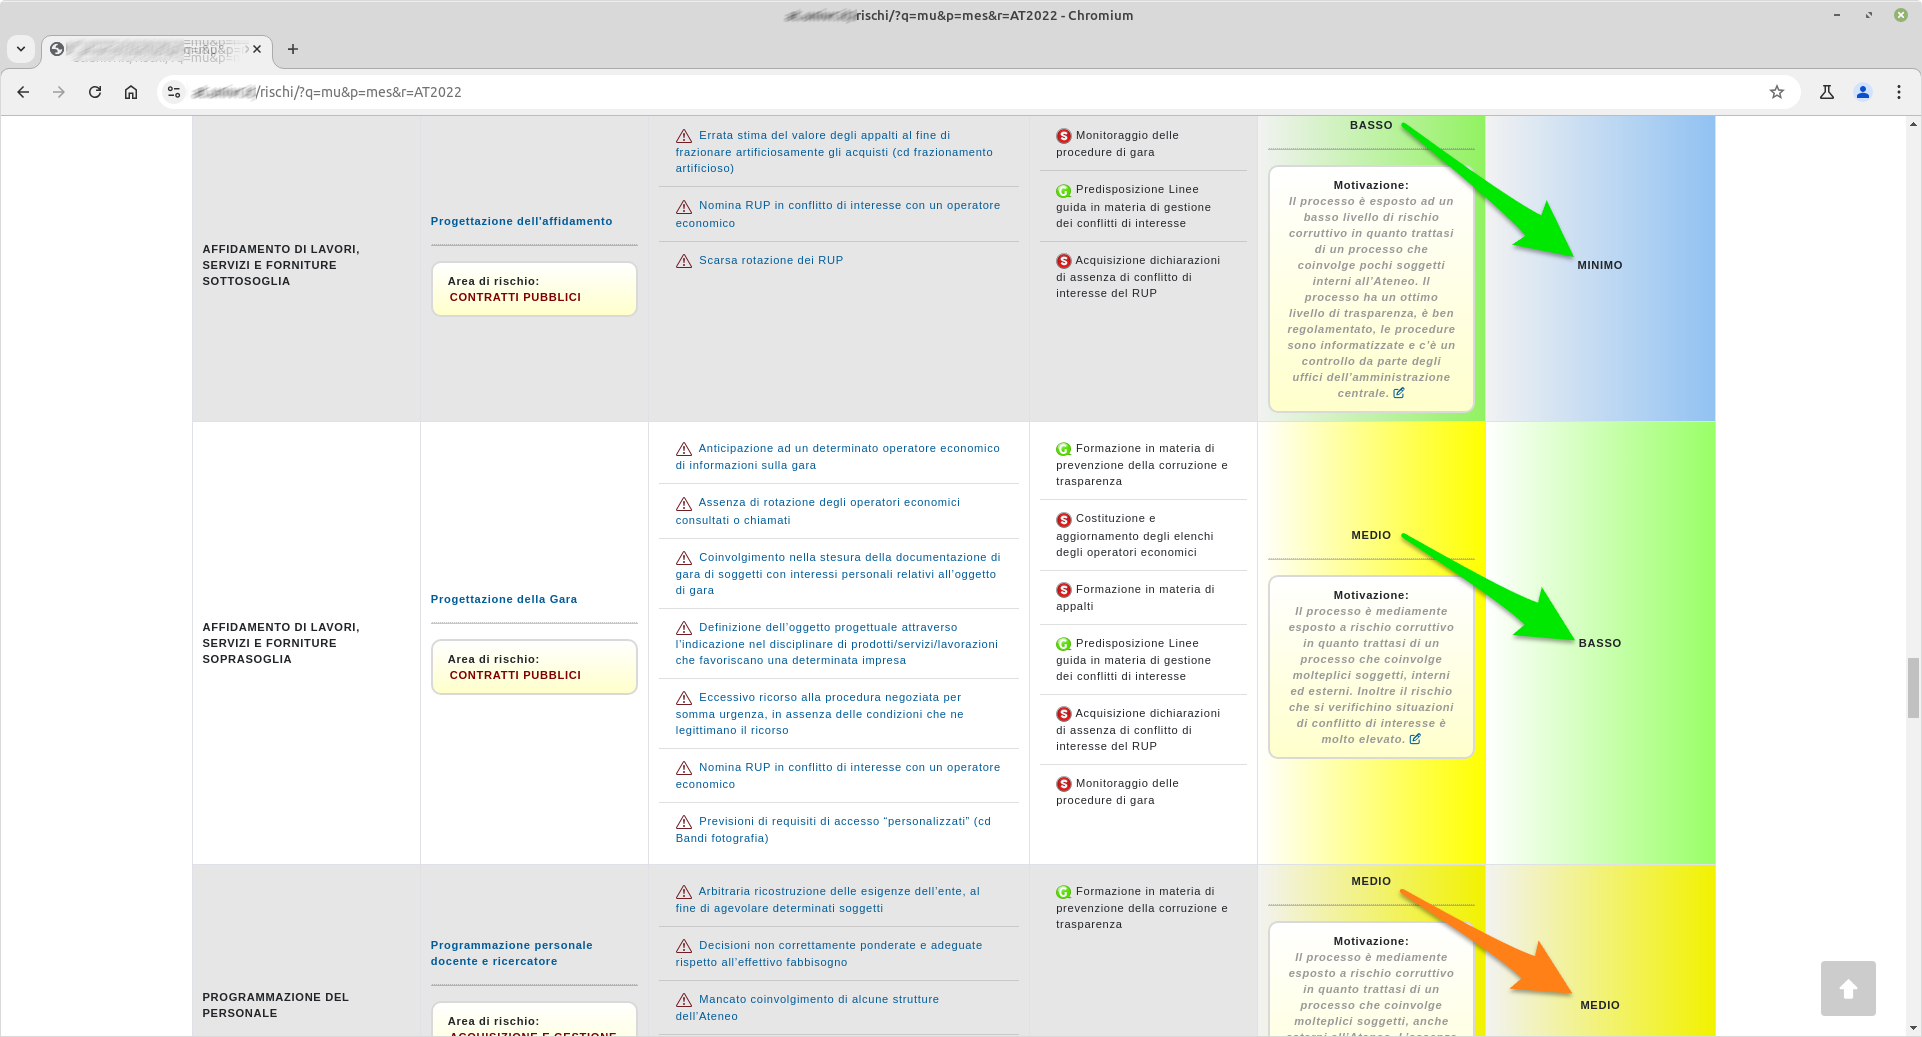 rischi/?q=mu&p=mes&r=AT2022 - Chromium
/rischi/?q=mu&p=mes&r=AT2022
AFFIDAMENTO DI LAVORI,
SERVIZI E FORNITURE
SOTTOSOGLIA
Progettazione dell'affidamento
Area di rischio:
CONTRATTI PUBBLICI
Errata stima del valore degli appalti al fine di
frazionare artificiosamente gli acquisti (cd frazionamento
artificioso)
Nomina RUP in conflitto di interesse con un operatore
economico
Scarsa rotazione dei RUP
S Monitoraggio delle
procedure di gara
G Predisposizione Linee
guida in materia di gestione
dei conflitti di interesse
S Acquisizione dichiarazioni
di assenza di conflitto di
interesse del RUP
BASSO
Motivazione:
Il processo è esposto ad un
basso livello di rischio
corruttivo in quanto trattasi
di un processo che
coinvolge pochi soggetti
interni all'Ateneo. Il
processo ha un ottimo
livello di trasparenza, è ben
regolamentato, le procedure
sono informatizzate e c'è un
controllo da parte degli
uffici dell'amministrazione
centrale.
MINIMO
AFFIDAMENTO DI LAVORI,
SERVIZI E FORNITURE
SOPRASOGLIA
Progettazione della Gara
Area di rischio:
CONTRATTI PUBBLICI
Anticipazione ad un determinato operatore economico
di informazioni sulla gara
Assenza di rotazione degli operatori economici
consultati o chiamati
Coinvolgimento nella stesura della documentazione di
gara di soggetti con interessi personali relativi all'oggetto
di gara
Definizione dell'oggetto progettuale attraverso
l'indicazione nel disciplinare di prodotti/servizi/lavorazioni
che favoriscano una determinata impresa
Eccessivo ricorso alla procedura negoziata per
somma urgenza, in assenza delle condizioni che ne
legittimano il ricorso
Nomina RUP in conflitto di interesse con un operatore
economico
Previsioni di requisiti di accesso “personalizzati” (cd
Bandi fotografia)
G Formazione in materia di
prevenzione della corruzione e
trasparenza
S Costituzione e
aggiornamento degli elenchi
degli operatori economici
S Formazione in materia di
appalti
G Predisposizione Linee
guida in materia di gestione
dei conflitti di interesse
S Acquisizione dichiarazioni
di assenza di conflitto di
interesse del RUP
S Monitoraggio delle
procedure di gara
MEDIO
Motivazione:
Il processo è mediamente
esposto a rischio corruttivo
in quanto trattasi di un
processo che coinvolge
molteplici soggetti, interni
ed esterni. Inoltre il rischio
che si verifichino situazioni
di conflitto di interesse è
molto elevato.
BASSO
PROGRAMMAZIONE DEL
PERSONALE
Programmazione personale
docente e ricercatore
Area di rischio:
ACQUISIZIONE E GESTIONE
Arbitraria ricostruzione delle esigenze dell'ente, al
fine di agevolare determinati soggetti
Decisioni non correttamente ponderate e adeguate
rispetto all'effettivo fabbisogno
Mancato coinvolgimento di alcune strutture
dell'Ateneo
G Formazione in materia di
prevenzione della corruzione e
trasparenza
MEDIO
Motivazione:
Il processo è mediamente
esposto a rischio corruttivo
in quanto trattasi di un
processo che coinvolge
molteplici soggetti, anche
MEDIO